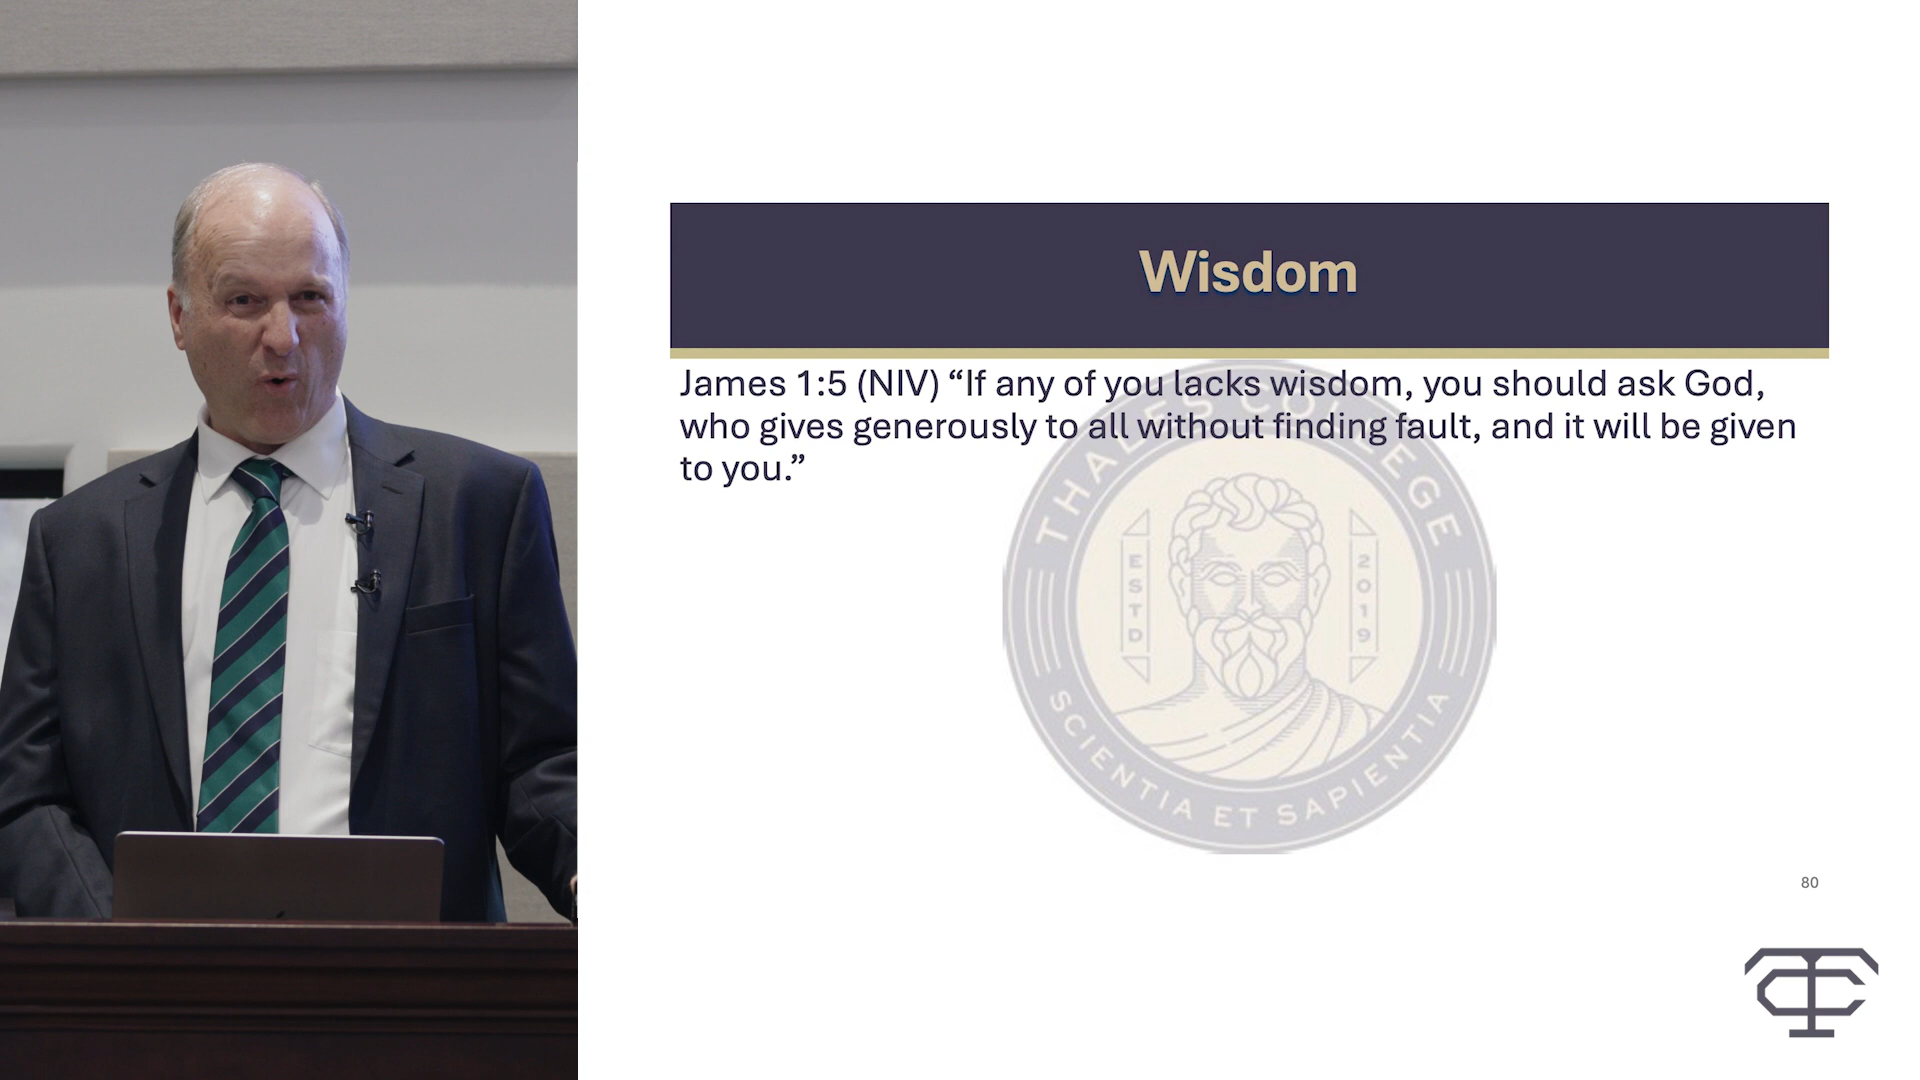 Wisdom
James 1:5 (NIV) “If any of you lacks wisdom, you should ask God,
who gives generously to all without finding fault, and it will be given
to you.”
THALES COLLEGE
ESTD
2019
SCIENTIA ET SAPIENTIA
80
TC